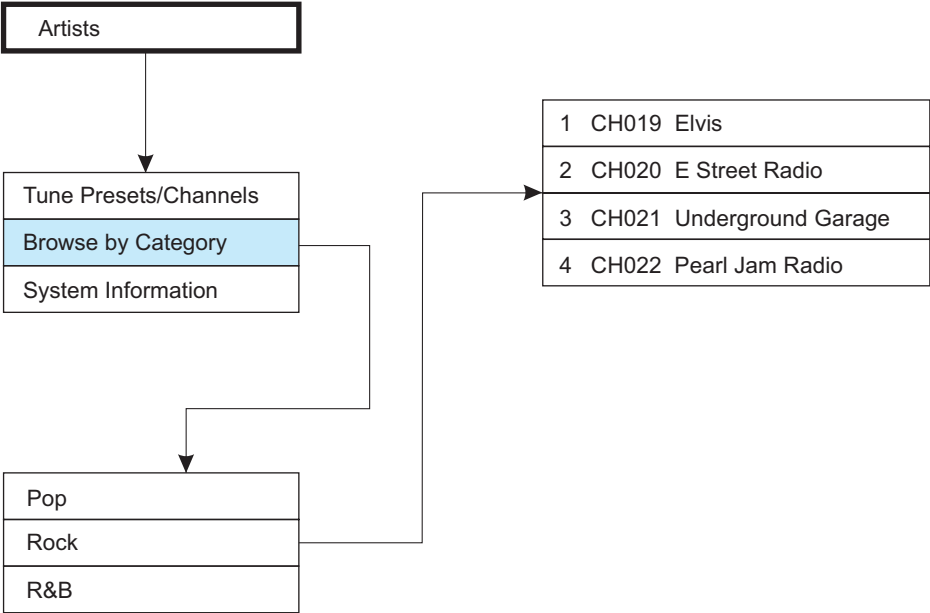 Artists
Tune Presets/Channels
Browse by Category
System Information
Pop
Rock
R&B
1 CH019 Elvis
2 CH020 E Street Radio
3 CH021 Underground Garage
4 CH022 Pearl Jam Radio